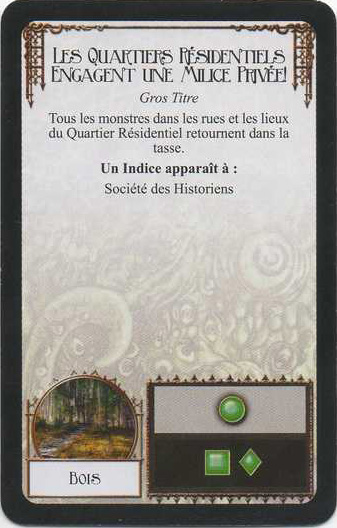 Les Quartiers Résidentiels
Engagent une Milice Privée!
Gros Titre
Tous les monstres dans les rues et les lieux
du Quartier Résidentiel retournent dans la
tasse.
Un Indice apparaît à :
Société des Historiens
Bois